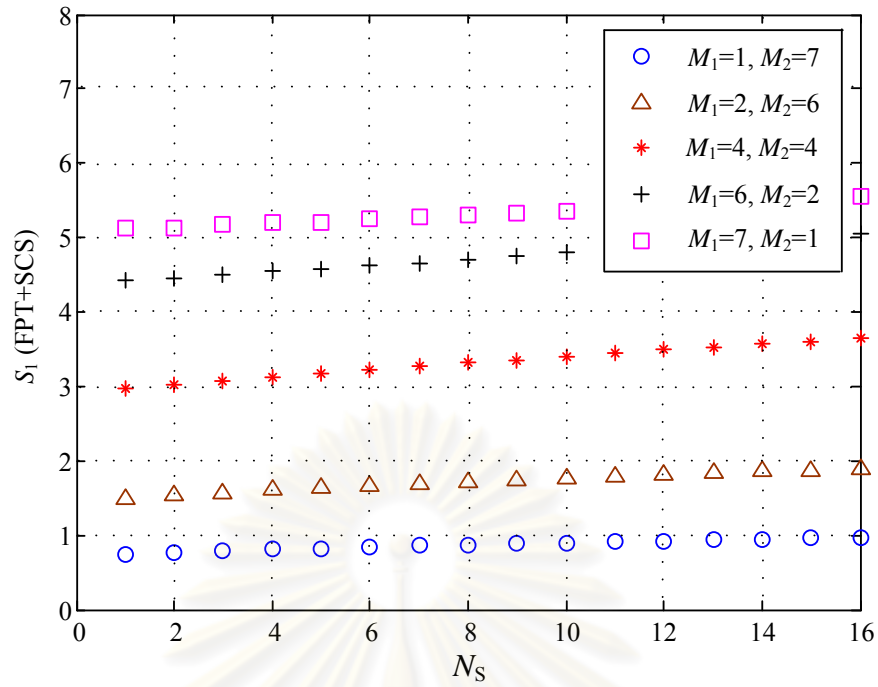 8
7
6
5
4
3
2
1
0
S₁ (FPT+SCS)
M₁=1, M₂=7
M₁=2, M₂=6
M₁=4, M₂=4
M₁=6, M₂=2
M₁=7, M₂=1
2 4 6 8 10 12 14 16
N_S